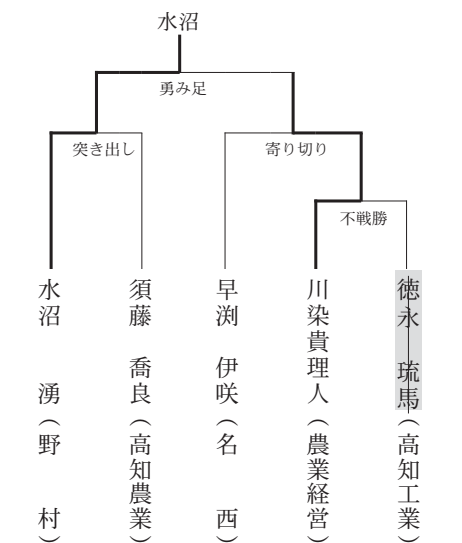 水沼
勇み足
突き出し
寄り切り
不戦勝
水沼　湧（野　村）
須藤　喬良（高知農業）
早渕　伊咲（名　西）
川染貴理人（農業経営）
徳永　琉馬（高知工業）